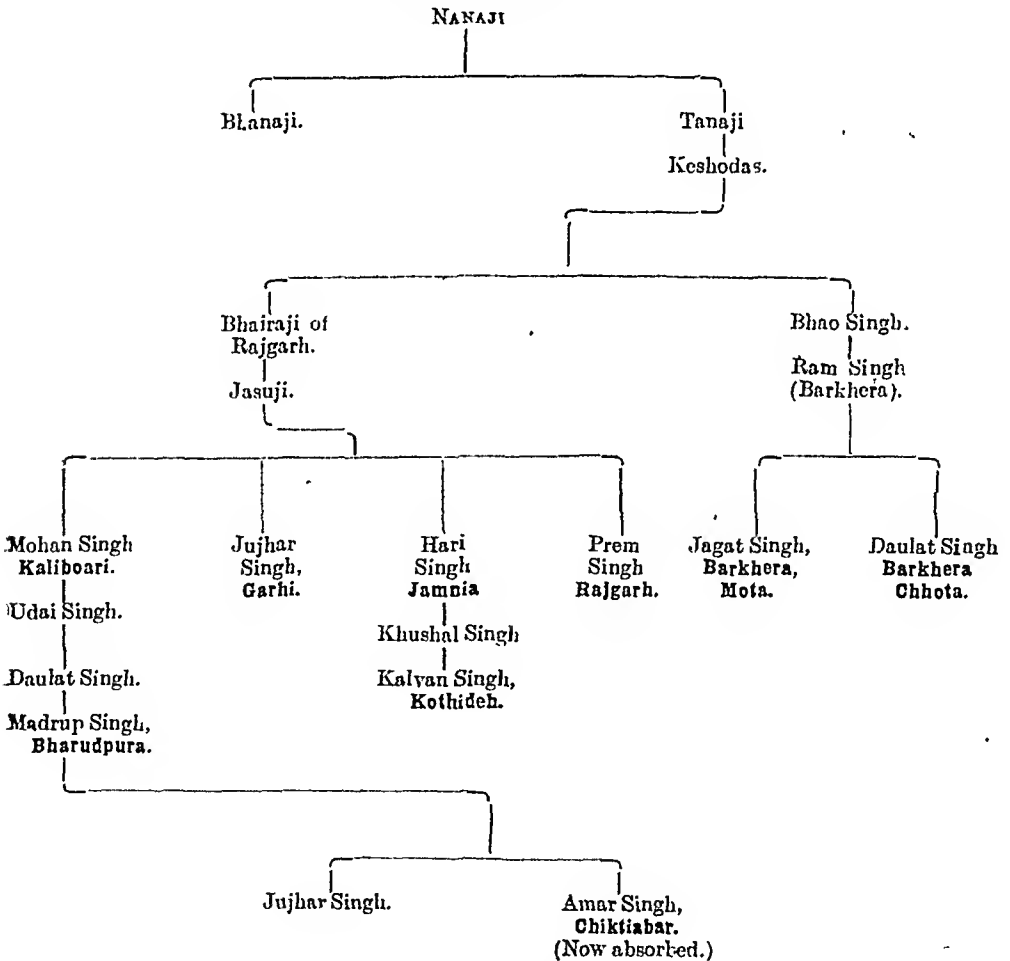 NANAJI
Bhanaji.
Tanaji
Keshodas.
Bhairaji of
Rajgarh.
Jasuji.
Bhao Singh.
Ram Singh
(Barkhera).
Mohan Singh
Kaliboari.
Udai Singh.
Daulat Singh.
Madrup Singh,
Bharudpura.
Jujhar
Singh,
Garhi.
Hari
Singh
Jamnia
Khushal Singh
Kalyan Singh,
Kothideh.
Prem
Singh
Rajgarh.
Jagat Singh,
Barkhera,
Mota.
Daulat Singh
Barkhera
Chhota.
Jujhar Singh.
Amar Singh,
Chiktiabar.
(Now absorbed.)